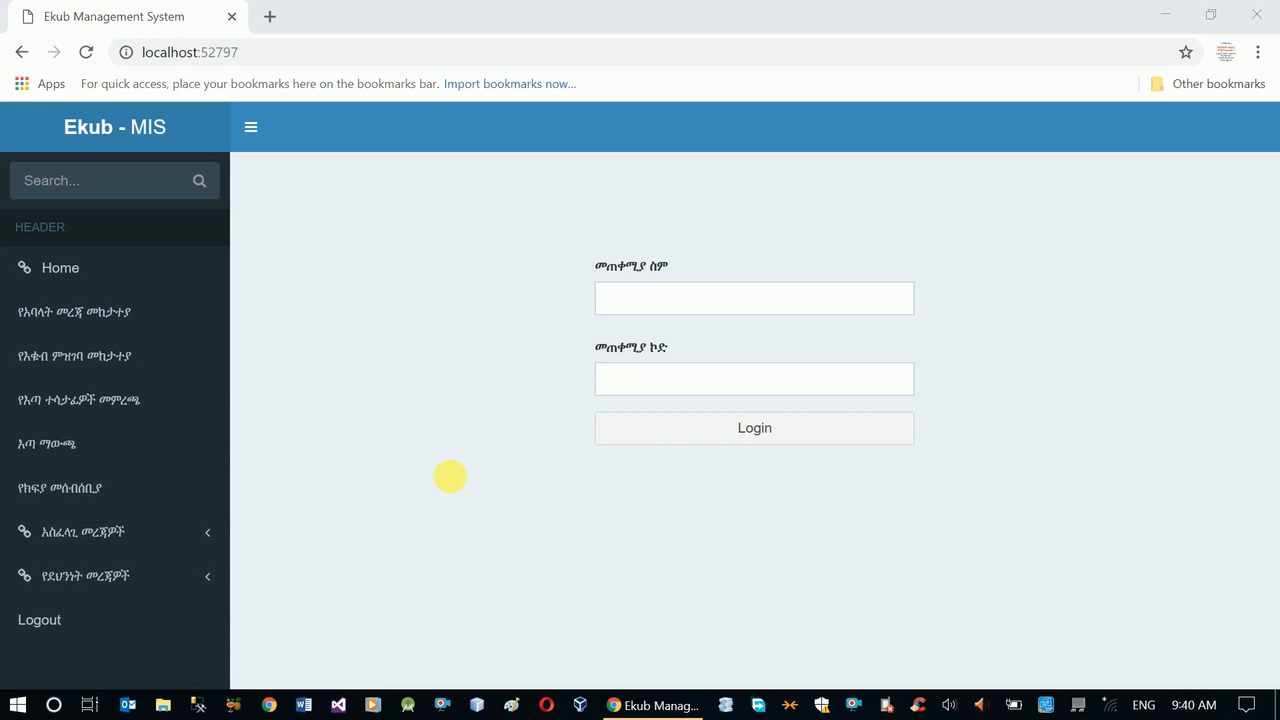 Ekub Management System
localhost:52797
Apps
For quick access, place your bookmarks here on the bookmarks bar. Import bookmarks now...
Other bookmarks
Ekub - MIS
Search...
HEADER
Home
የአባላት መረጃ መከታተያ
የእቁብ ምዝገባ መከታተያ
የእጣ ተሳታፊዎች መምረጫ
እጣ ማውጫ
የክፍያ መሰብሰቢያ
አስፈላጊ መረጃዎች
የደህንነት መረጃዎች
Logout
መጠቀሚያ ስም
መጠቀሚያ ኮድ
Login
Ekub Manag...
ENG
9:40 AM